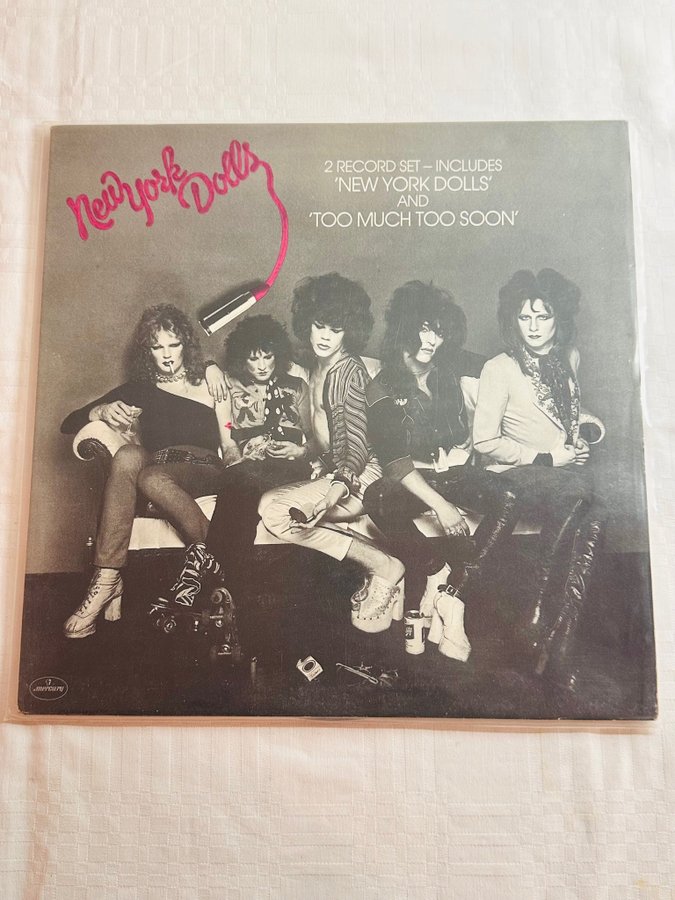 New York Dolls
2 RECORD SET – INCLUDES
'NEW YORK DOLLS'
AND
'TOO MUCH TOO SOON'
mercury